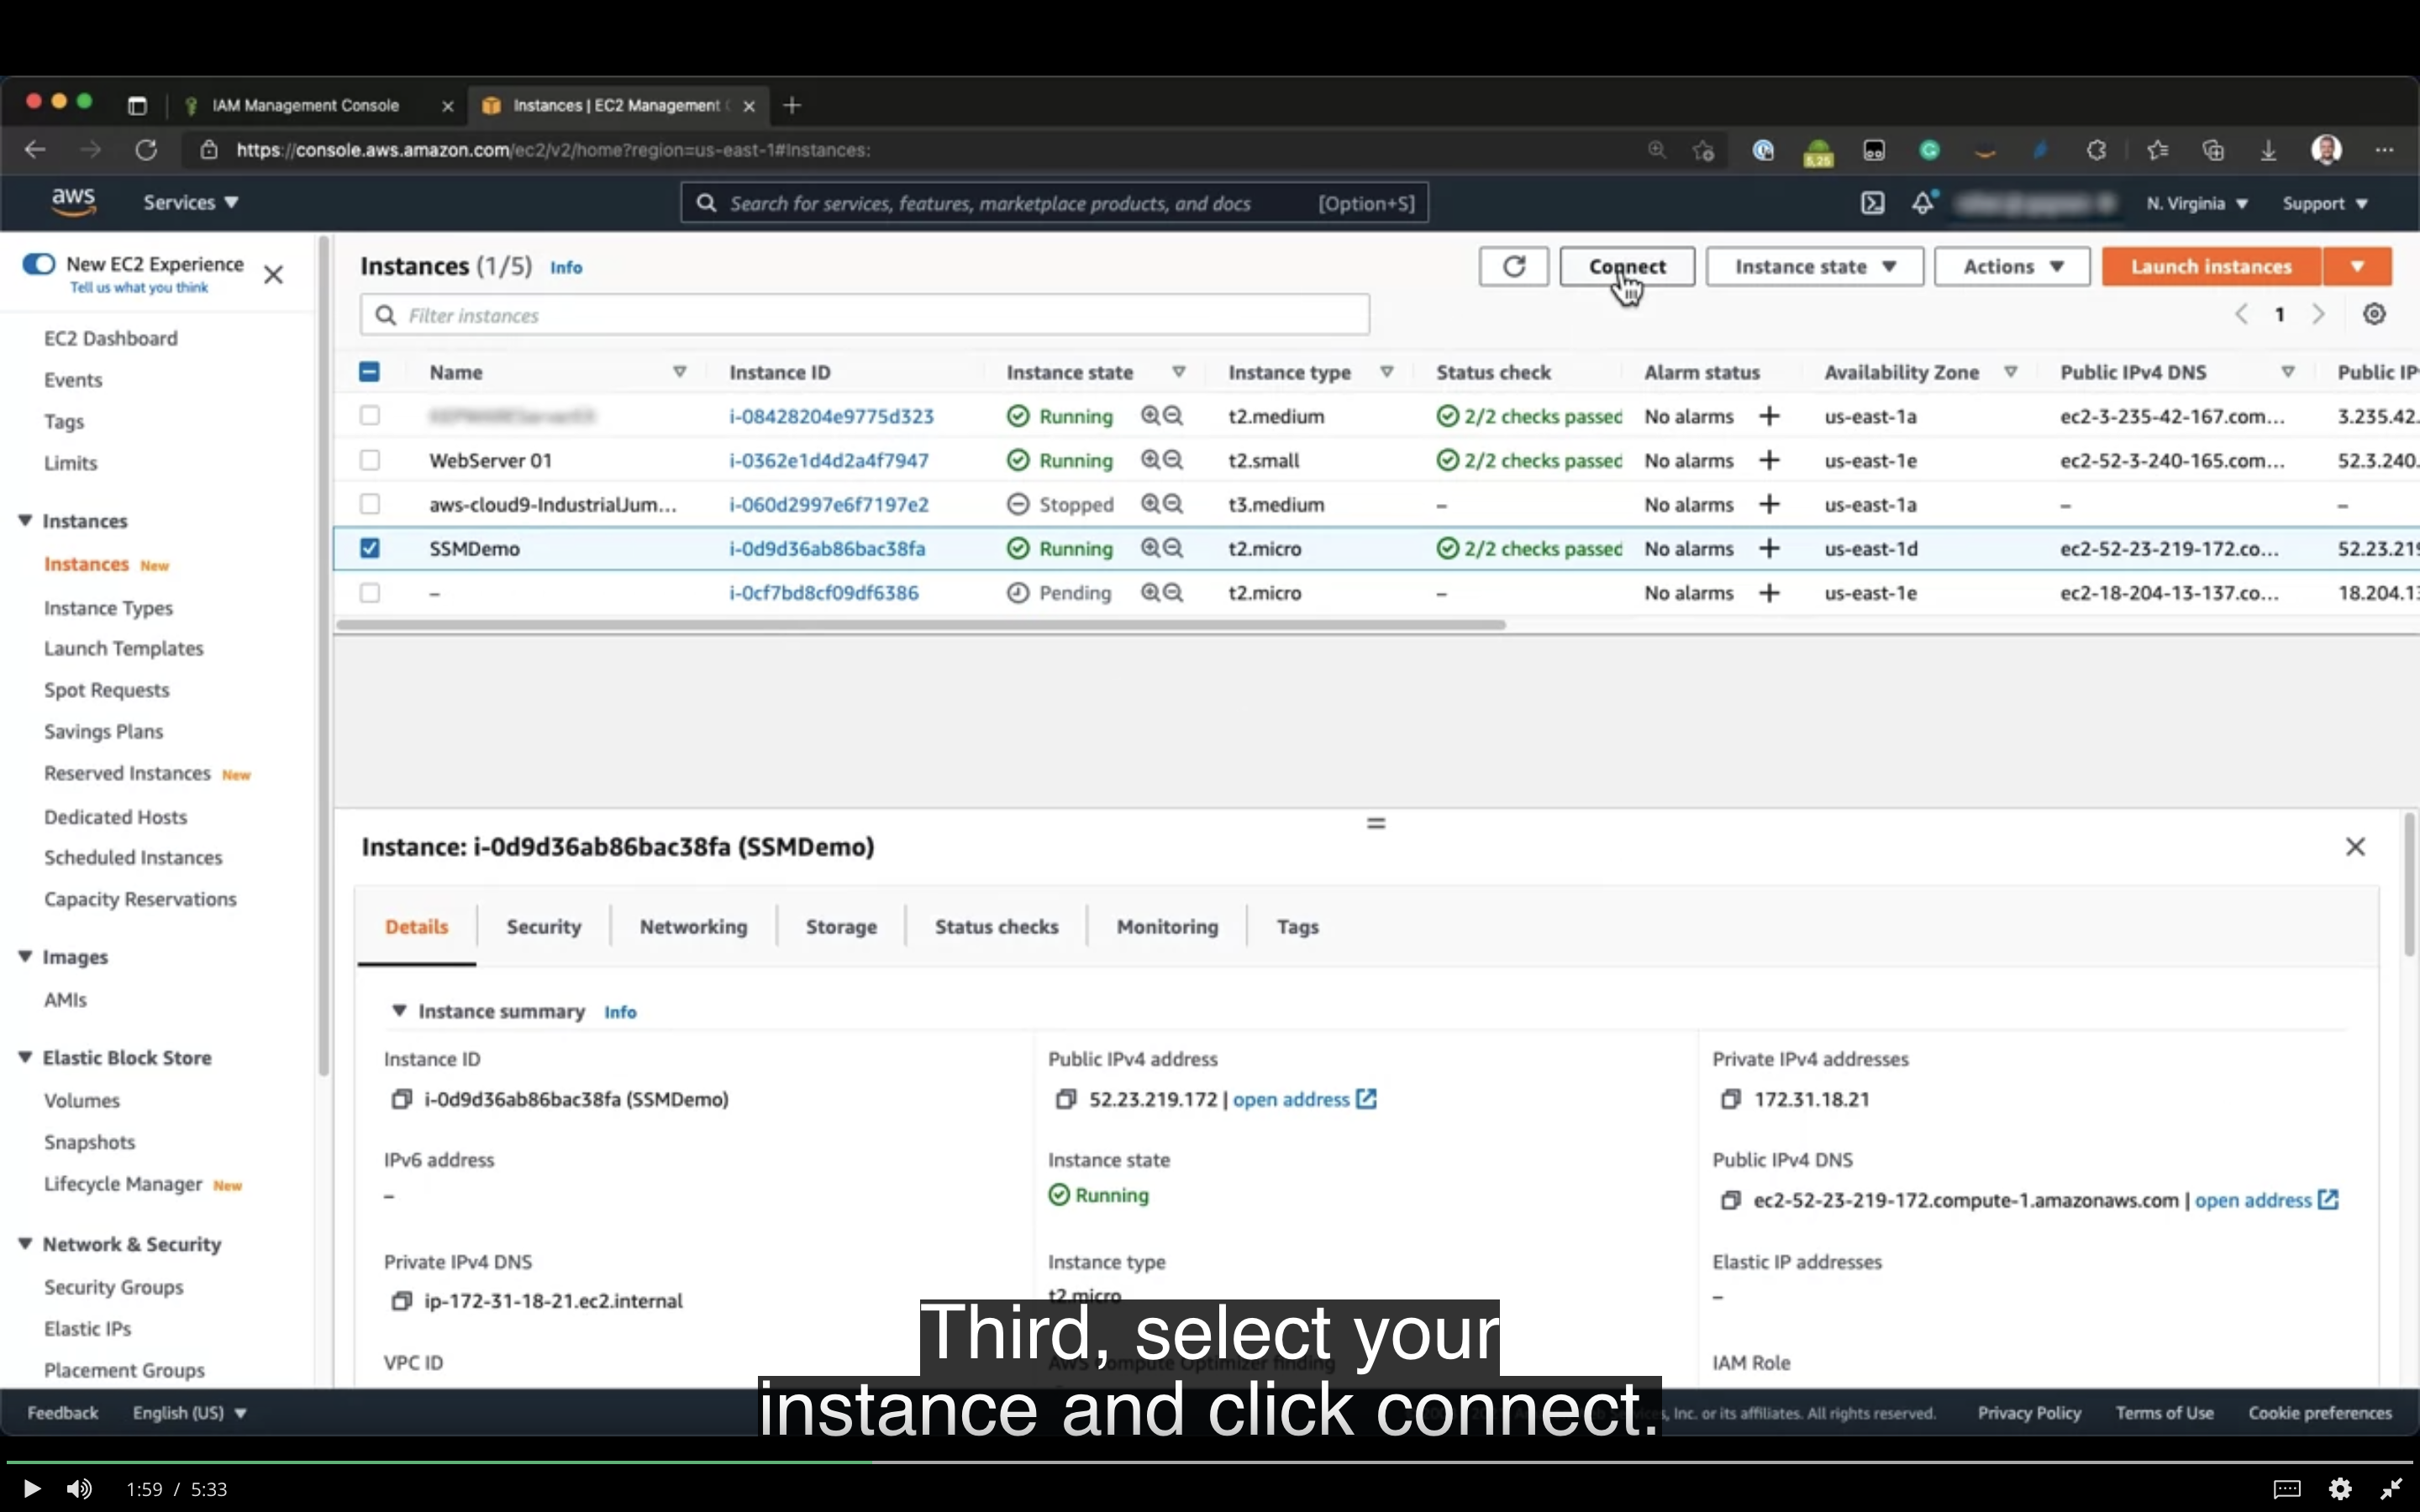 IAM Management Console
Instances | EC2 Management
https://console.aws.amazon.com/ec2/v2/home?region=us-east-1#Instances:
5,25
aws
Services
Search for services, features, marketplace products, and docs [Option+S]
N. Virginia
Support
New EC2 Experience
Tell us what you think
EC2 Dashboard
Events
Tags
Limits
Instances
Instances New
Instance Types
Launch Templates
Spot Requests
Savings Plans
Reserved Instances New
Dedicated Hosts
Scheduled Instances
Capacity Reservations
Images
AMIs
Elastic Block Store
Volumes
Snapshots
Lifecycle Manager New
Network & Security
Security Groups
Elastic IPs
Placement Groups
Instances (1/5) Info
Connect
Instance state
Actions
Launch instances
Filter instances
1
Name Instance ID Instance state Instance type Status check Alarm status Availability Zone Public IPv4 DNS Public IP
i-08428204e9775d323 Running t2.medium 2/2 checks passed No alarms + us-east-1a ec2-3-235-42-167.com... 3.235.42.
WebServer 01 i-0362e1d4d2a4f7947 Running t2.small 2/2 checks passed No alarms + us-east-1e ec2-52-3-240-165.com... 52.3.240.
aws-cloud9-IndustrialJum... i-060d2997e6f7197e2 Stopped t3.medium – No alarms + us-east-1a – –
SSMDemo i-0d9d36ab86bac38fa Running t2.micro 2/2 checks passed No alarms + us-east-1d ec2-52-23-219-172.co... 52.23.219
– i-0cf7bd8cf09df6386 Pending t2.micro – No alarms + us-east-1e ec2-18-204-13-137.co... 18.204.13
Instance: i-0d9d36ab86bac38fa (SSMDemo)
Details Security Networking Storage Status checks Monitoring Tags
Instance summary Info
Instance ID
i-0d9d36ab86bac38fa (SSMDemo)
Public IPv4 address
52.23.219.172 | open address
Private IPv4 addresses
172.31.18.21
IPv6 address
–
Instance state
Running
Public IPv4 DNS
ec2-52-23-219-172.compute-1.amazonaws.com | open address
Private IPv4 DNS
ip-172-31-18-21.ec2.internal
Instance type
t2.micro
Elastic IP addresses
–
VPC ID
AWS Compute Optimizer finding
IAM Role
Third, select your
instance and click connect.
Feedback
English (US)
, Inc. or its affiliates. All rights reserved.
Privacy Policy
Terms of Use
Cookie preferences
1:59 / 5:33